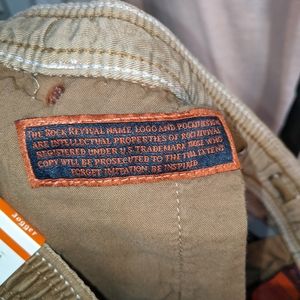 THE ROCK REVIVAL NAME, LOGO AND POCKET DESIGN
ARE INTELLECTUAL PROPERTIES OF ROCK REVIVAL
REGISTERED UNDER U.S. TRADEMARK. THOSE WHO
COPY WILL BE PROSECUTED TO THE FULL EXTENT
FORGET IMITATION, BE INSPIRED
Jogger